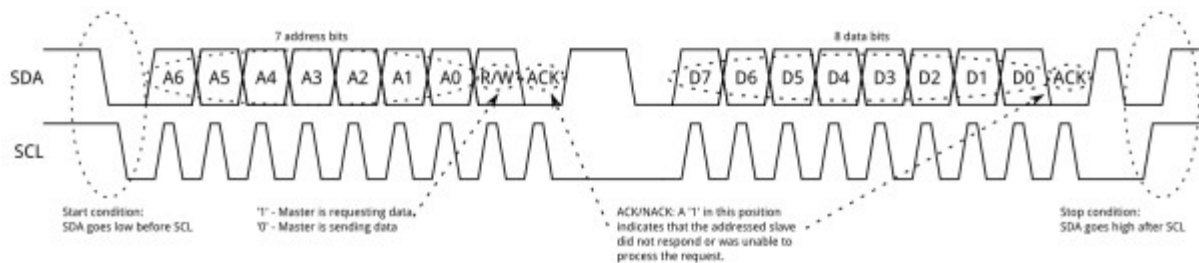 7 address bits
8 data bits
SDA
A6 A5 A4 A3 A2 A1 A0 R/W ACK
D7 D6 D5 D4 D3 D2 D1 D0 ACK
SCL
Start condition:
SDA goes low before SCL
'1' - Master is requesting data,
'0' - Master is sending data
ACK/NACK: A '1' in this position
indicates that the addressed slave
did not respond or was unable to
process the request.
Stop condition:
SDA goes high after SCL